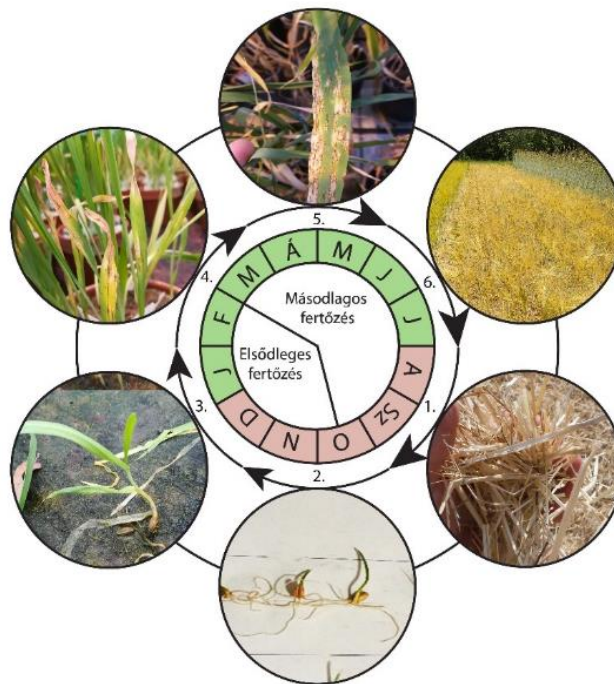 5.
4.
6.
F
M
Á
M
J
J
Másodlagos
fertőzés
Elsődleges
fertőzés
J
A
3.
D
N
O
Sz
1.
2.